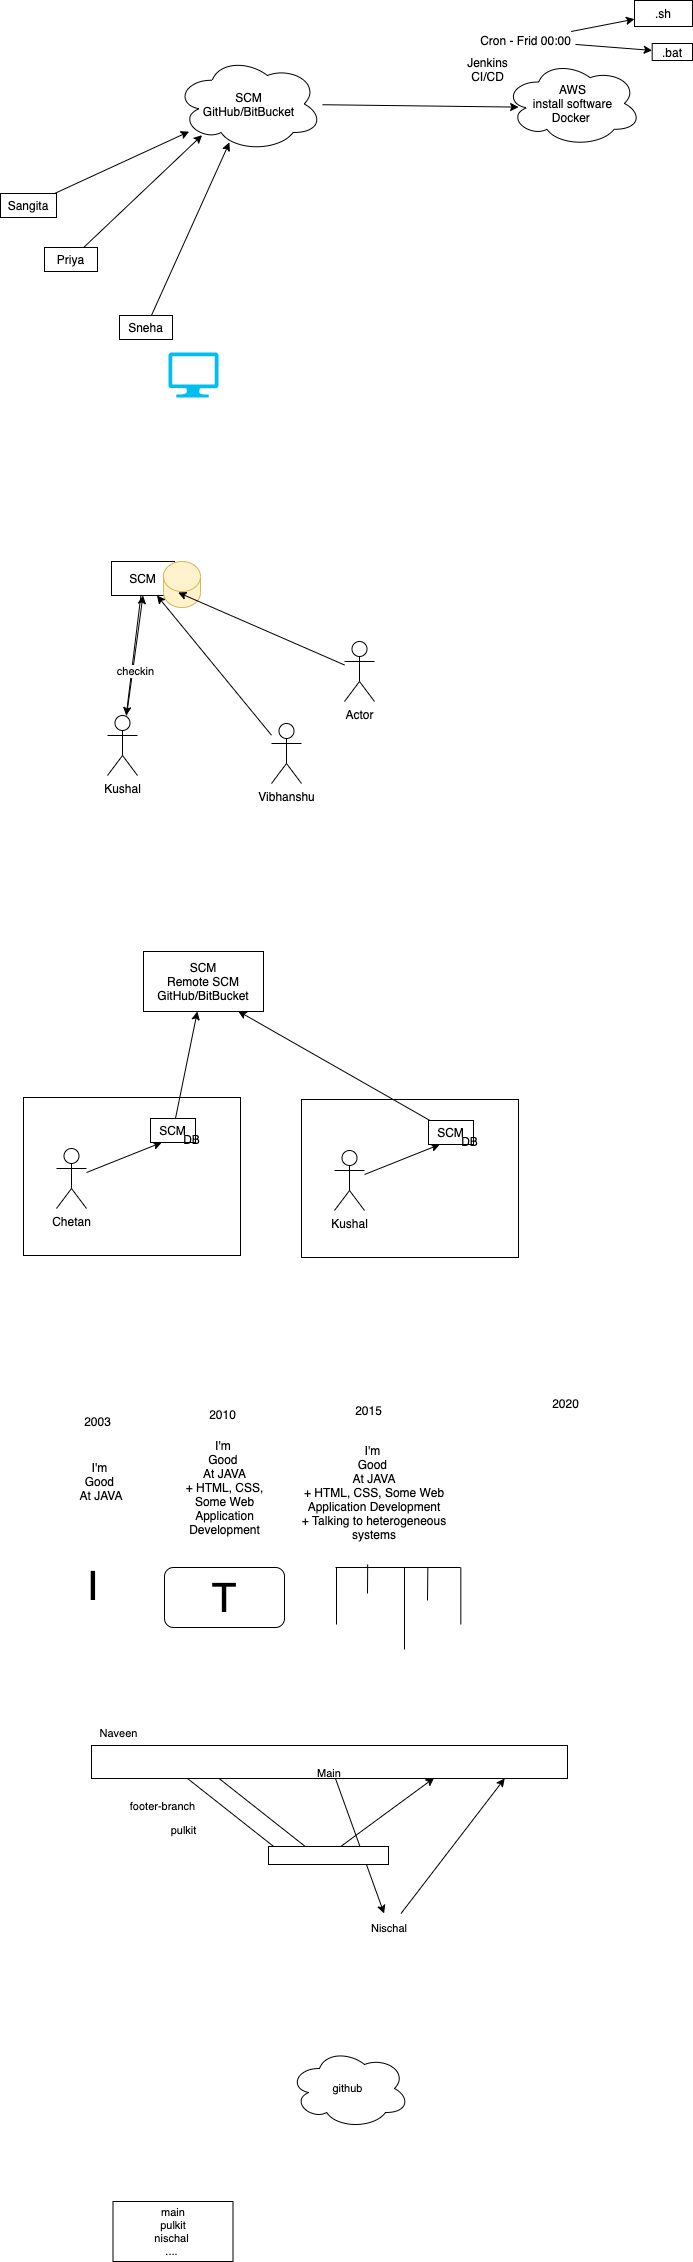 .sh
Cron - Frid 00:00
.bat
Jenkins
CI/CD
SCM
GitHub/BitBucket
AWS
install software
Docker
Sangita
Priya
Sneha
SCM
checkin
Actor
Kushal
Vibhanshu
SCM
Remote SCM
GitHub/BitBucket
SCM
DB
Chetan
SCM
DB
Kushal
2003
I'm
Good
At JAVA
2010
I'm
Good
At JAVA
+ HTML, CSS,
Some Web
Application
Development
2015
I'm
Good
At JAVA
+ HTML, CSS, Some Web
Application Development
+ Talking to heterogeneous
systems
2020
I
T
Naveen
Main
footer-branch
pulkit
Nischal
github
main
pulkit
nischal
....